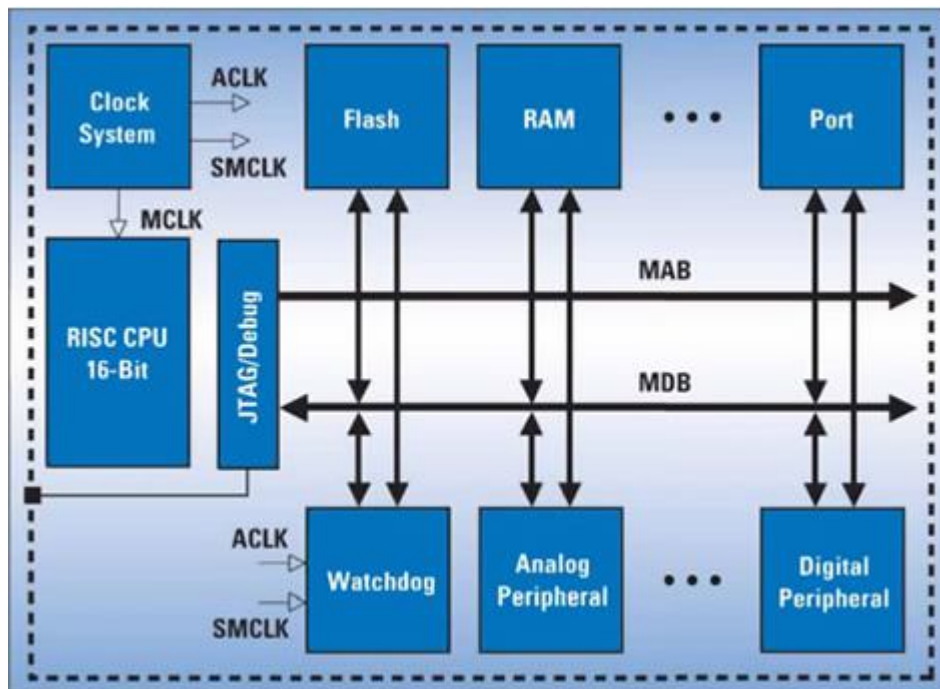 Clock
System
ACLK
SMCLK
MCLK
Flash
RAM
Port
RISC CPU
16-Bit
JTAG/Debug
MAB
MDB
ACLK
SMCLK
Watchdog
Analog
Peripheral
Digital
Peripheral